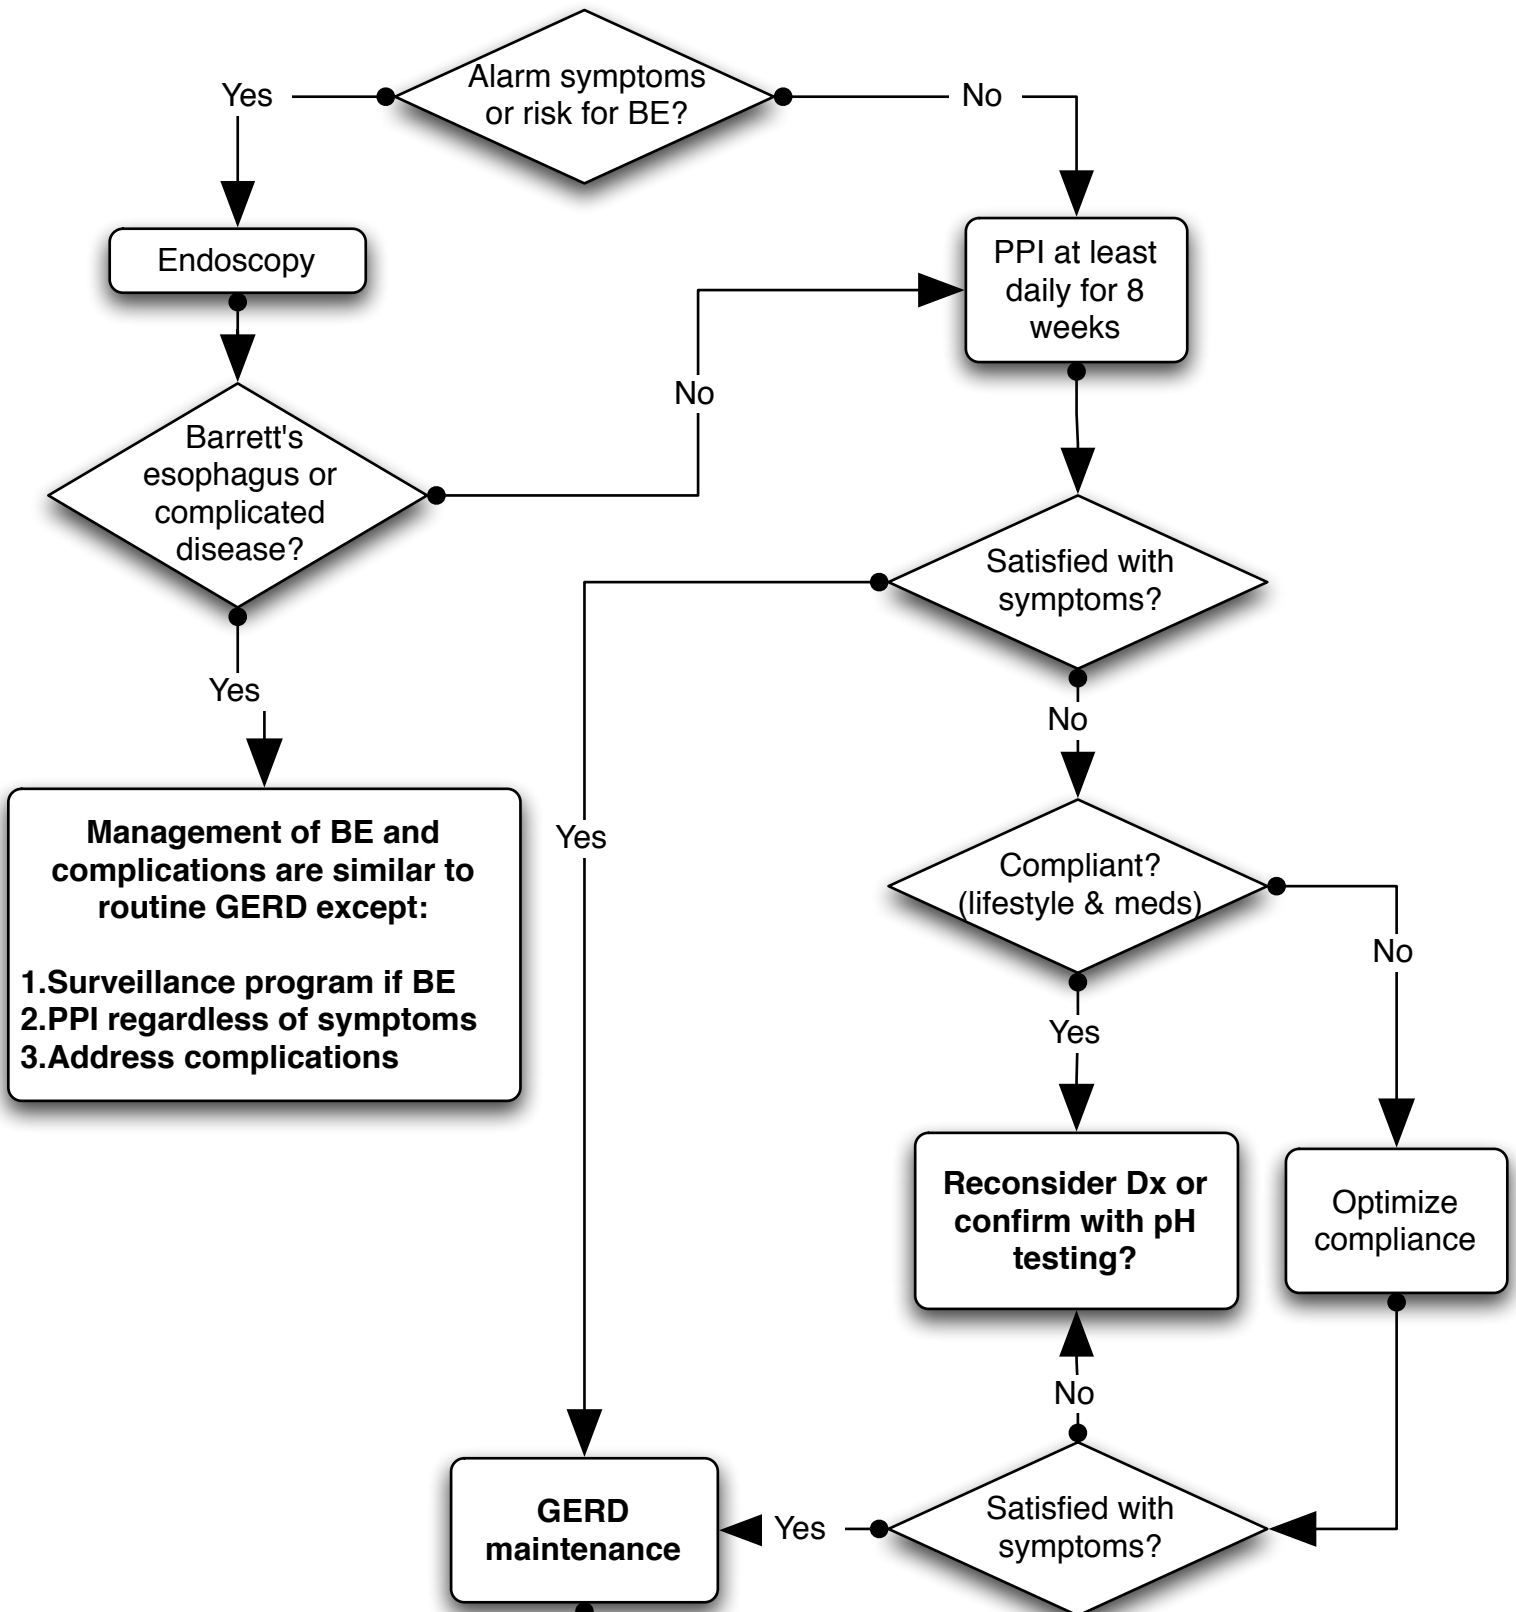 Alarm symptoms
or risk for BE?
Yes
No
Endoscopy
PPI at least
daily for 8
weeks
No
Barrett's
esophagus or
complicated
disease?
Satisfied with
symptoms?
Yes
No
Management of BE and
complications are similar to
routine GERD except:
1.Surveillance program if BE
2.PPI regardless of symptoms
3.Address complications
Yes
Compliant?
(lifestyle & meds)
No
Yes
Reconsider Dx or
confirm with pH
testing?
Optimize
compliance
No
GERD
maintenance
Yes
Satisfied with
symptoms?